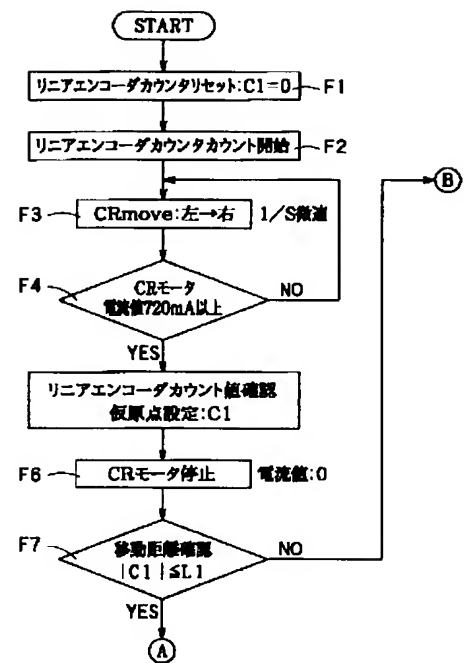 START
リニアエンコーダカウンタリセット:C1=0 F1
リニアエンコーダカウンタカウント開始 F2
B
F3 CRmove:左→右 1/S微速
F4 CRモータ
電流値720mA以上
NO
YES
リニアエンコーダカウント値確認
仮原点設定:C1
F6 CRモータ停止 電流値:0
F7 移動距離確認
|C1|≦L1
NO
YES
A